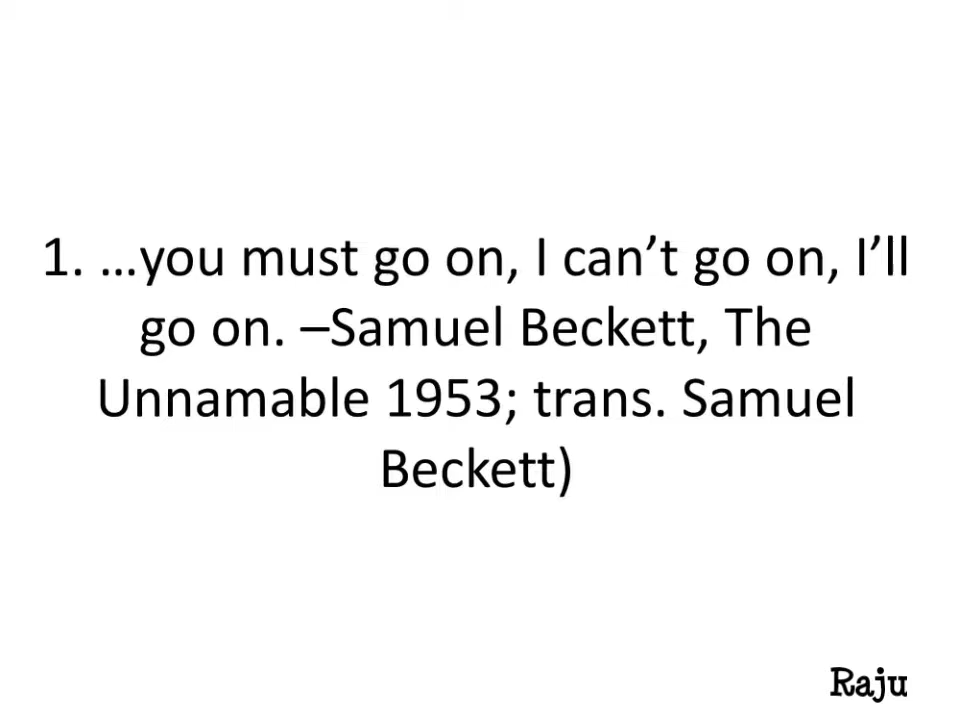 1. …you must go on, I can’t go on, I’ll
go on. –Samuel Beckett, The
Unnamable 1953; trans. Samuel
Beckett)
Raju